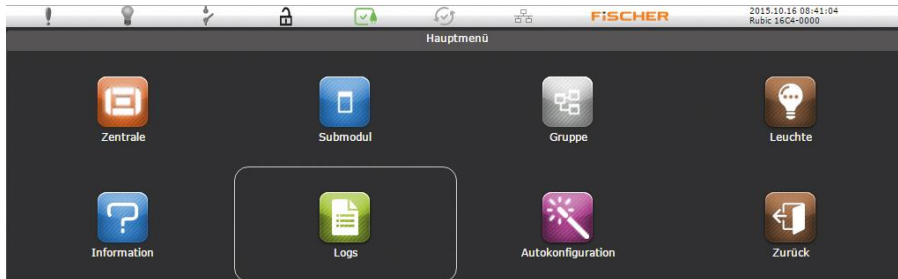 FiSCHER
2015.10.16 08:41:04
Rubic 16C4-0000
Hauptmenü
Zentrale
Submodul
Gruppe
Leuchte
Information
Logs
Autokonfiguration
Zurück